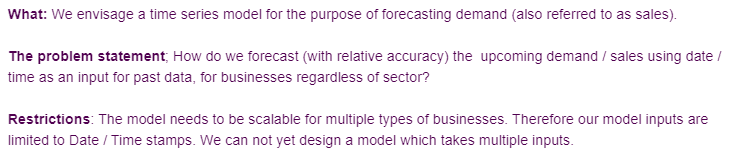 What: We envisage a time series model for the purpose of forecasting demand (also referred to as sales).
The problem statement; How do we forecast (with relative accuracy) the upcoming demand / sales using date /
time as an input for past data, for businesses regardless of sector?
Restrictions: The model needs to be scalable for multiple types of businesses. Therefore our model inputs are
limited to Date / Time stamps. We can not yet design a model which takes multiple inputs.